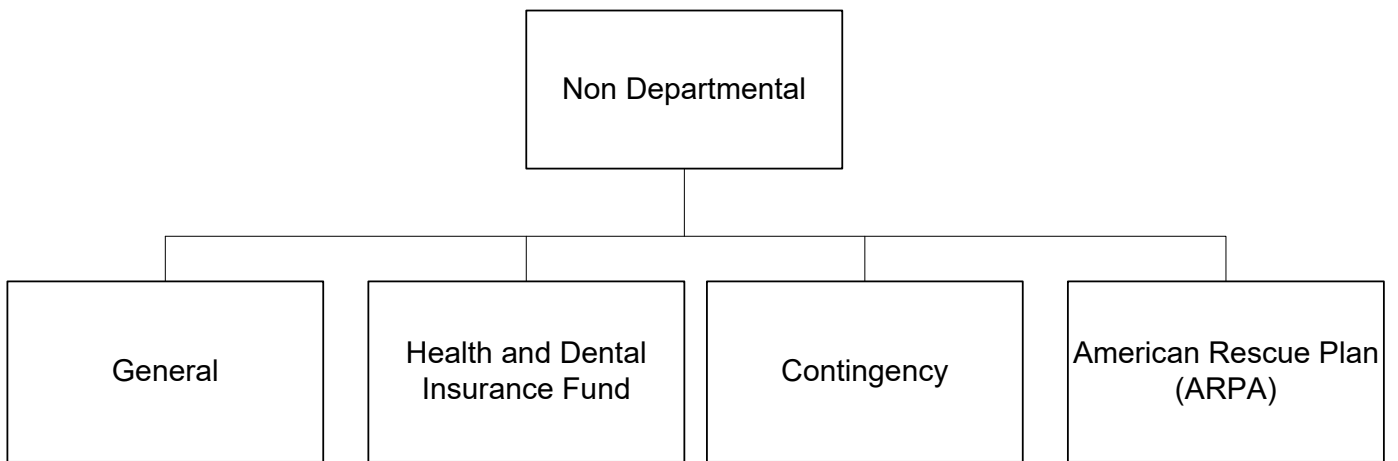 Non Departmental
General
Health and Dental
Insurance Fund
Contingency
American Rescue Plan
(ARPA)